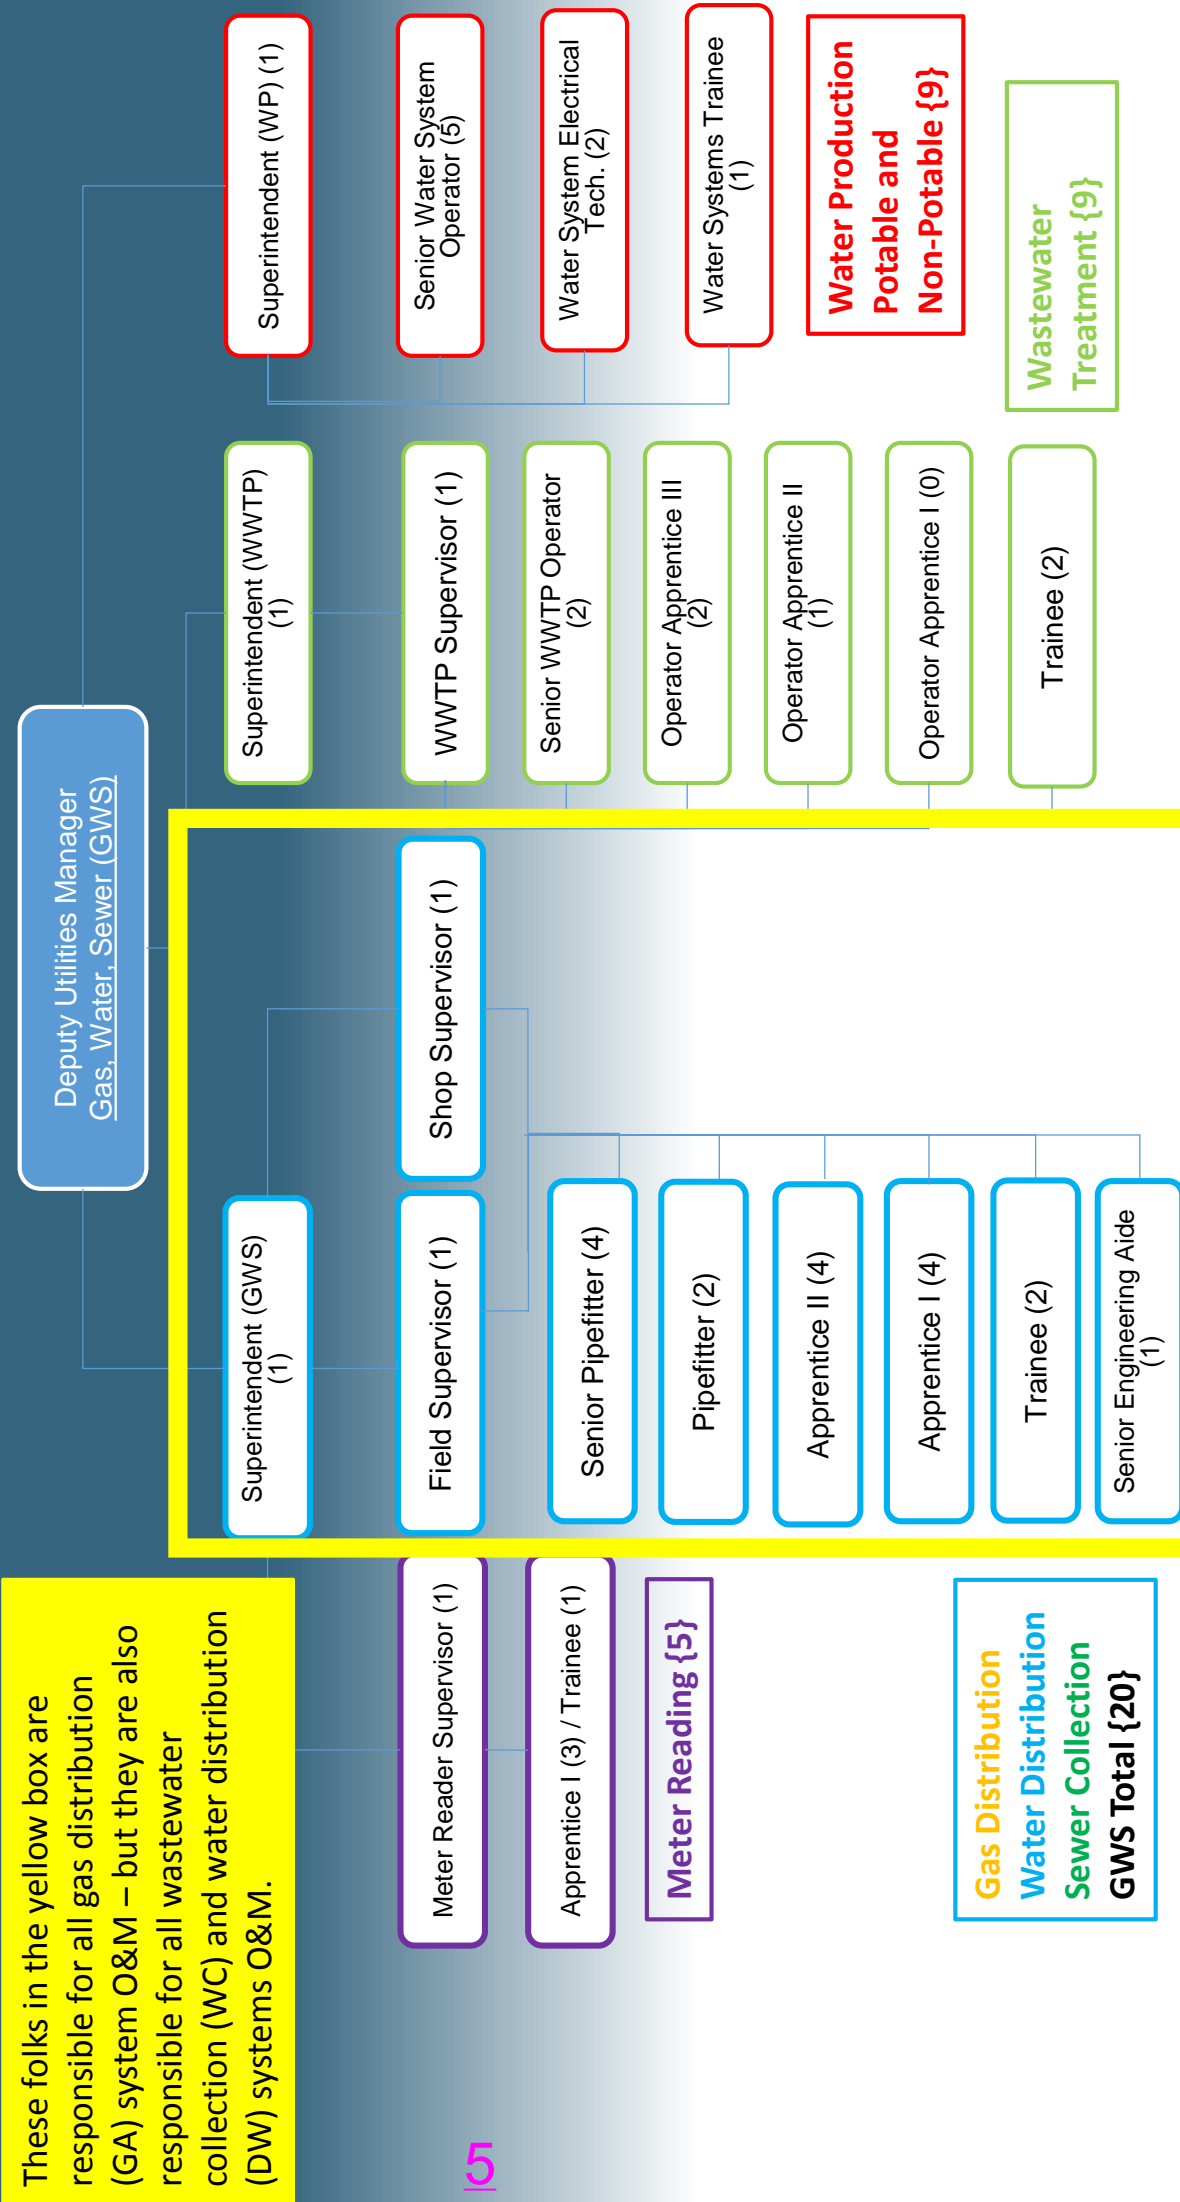 These folks in the yellow box are
responsible for all gas distribution
(GA) system O&M – but they are also
responsible for all wastewater
collection (WC) and water distribution
(DW) systems O&M.
Deputy Utilities Manager
Gas, Water, Sewer (GWS)
Superintendent (GWS)
(1)
Superintendent (WWTP)
(1)
Superintendent (WP) (1)
Meter Reader Supervisor (1)
Apprentice I (3) / Trainee (1)
Meter Reading {5}
Field Supervisor (1)
Shop Supervisor (1)
Senior Pipefitter (4)
Pipefitter (2)
Apprentice II (4)
Apprentice I (4)
Trainee (2)
Senior Engineering Aide
(1)
WWTP Supervisor (1)
Senior WWTP Operator
(2)
Operator Apprentice III
(2)
Operator Apprentice II
(1)
Operator Apprentice I (0)
Trainee (2)
Senior Water System
Operator (5)
Water System Electrical
Tech. (2)
Water Systems Trainee
(1)
Water Production
Potable and
Non-Potable {9}
Wastewater
Treatment {9}
Gas Distribution
Water Distribution
Sewer Collection
GWS Total {20}
5